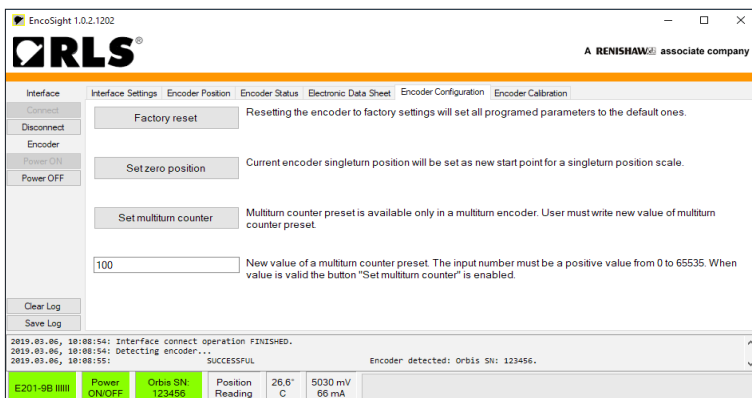 EncoSight 1.0.2.1202
RLS®
A RENISHAW associate company
Interface
Interface Settings Encoder Position Encoder Status Electronic Data Sheet Encoder Configuration Encoder Calibration
Connect
Disconnect
Encoder
Power ON
Power OFF
Factory reset
Resetting the encoder to factory settings will set all programed parameters to the default ones.
Set zero position
Current encoder singleturn position will be set as new start point for a singleturn position scale.
Set multiturn counter
Multiturn counter preset is available only in a multiturn encoder. User must write new value of multiturn
counter preset.
100
New value of a multiturn counter preset. The input number must be a positive value from 0 to 65535. When
value is valid the button "Set multiturn counter" is enabled.
Clear Log
Save Log
2019.03.06, 10:08:54: Interface connect operation FINISHED.
2019.03.06, 10:08:54: Detecting encoder...
2019.03.06, 10:08:55: SUCCESSFUL Encoder detected: Orbis SN: 123456.
E201-9B IIIIII
Power
ON/OFF
Orbis SN:
123456
Position
Reading
26,6°
C
5030 mV
66 mA